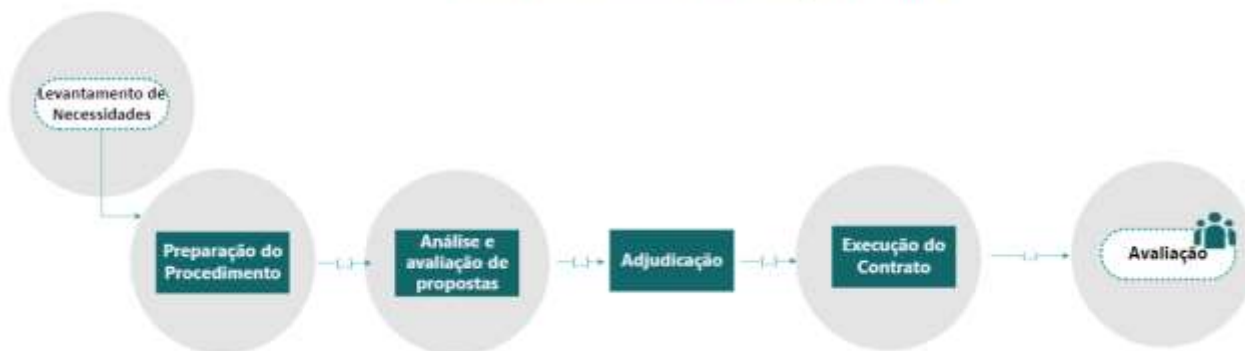 Levantamento de
Necessidades
Preparação do
Procedimento
(...)
Análise e
avaliação de
propostas
(...)
Adjudicação
(...)
Execução do
Contrato
(...)
Avaliação